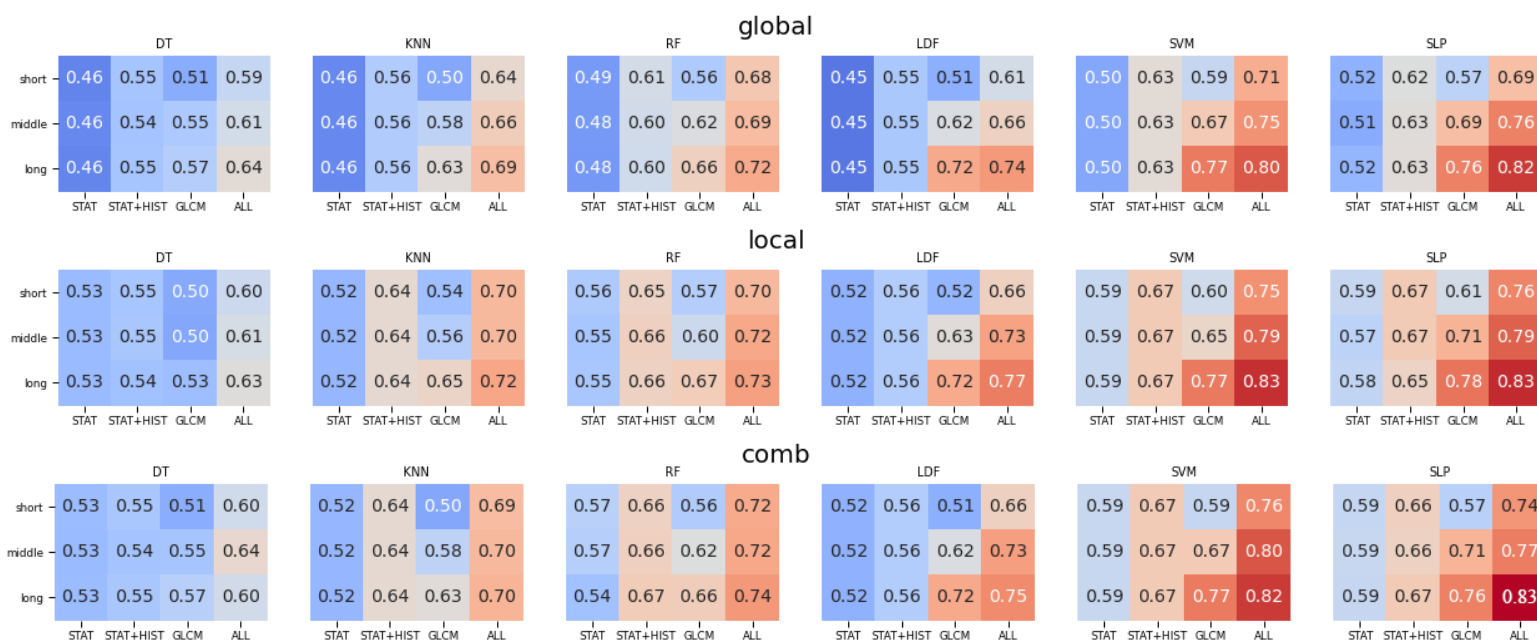 global
DT KNN RF LDF SVM SLP
short 0.46 0.55 0.51 0.59 0.46 0.56 0.50 0.64 0.49 0.61 0.56 0.68 0.45 0.55 0.51 0.61 0.50 0.63 0.59 0.71 0.52 0.62 0.57 0.69
middle 0.46 0.54 0.55 0.61 0.46 0.56 0.58 0.66 0.48 0.60 0.62 0.69 0.45 0.55 0.62 0.66 0.50 0.63 0.67 0.75 0.51 0.63 0.69 0.76
long 0.46 0.55 0.57 0.64 0.46 0.56 0.63 0.69 0.48 0.60 0.66 0.72 0.45 0.55 0.72 0.74 0.50 0.63 0.77 0.80 0.52 0.63 0.76 0.82
STAT STAT+HIST GLCM ALL STAT STAT+HIST GLCM ALL STAT STAT+HIST GLCM ALL STAT STAT+HIST GLCM ALL STAT STAT+HIST GLCM ALL STAT STAT+HIST GLCM ALL
local
DT KNN RF LDF SVM SLP
short 0.53 0.55 0.50 0.60 0.52 0.64 0.54 0.70 0.56 0.65 0.57 0.70 0.52 0.56 0.52 0.66 0.59 0.67 0.60 0.75 0.59 0.67 0.61 0.76
middle 0.53 0.55 0.50 0.61 0.52 0.64 0.56 0.70 0.55 0.66 0.60 0.72 0.52 0.56 0.63 0.73 0.59 0.67 0.65 0.79 0.57 0.67 0.71 0.79
long 0.53 0.54 0.53 0.63 0.52 0.64 0.65 0.72 0.55 0.66 0.67 0.73 0.52 0.56 0.72 0.77 0.59 0.67 0.77 0.83 0.58 0.65 0.78 0.83
STAT STAT+HIST GLCM ALL STAT STAT+HIST GLCM ALL STAT STAT+HIST GLCM ALL STAT STAT+HIST GLCM ALL STAT STAT+HIST GLCM ALL STAT STAT+HIST GLCM ALL
comb
DT KNN RF LDF SVM SLP
short 0.53 0.55 0.51 0.60 0.52 0.64 0.50 0.69 0.57 0.66 0.56 0.72 0.52 0.56 0.51 0.66 0.59 0.67 0.59 0.76 0.59 0.66 0.57 0.74
middle 0.53 0.54 0.55 0.64 0.52 0.64 0.58 0.70 0.57 0.66 0.62 0.72 0.52 0.56 0.62 0.73 0.59 0.67 0.67 0.80 0.59 0.66 0.71 0.77
long 0.53 0.55 0.57 0.60 0.52 0.64 0.63 0.70 0.54 0.67 0.66 0.74 0.52 0.56 0.72 0.75 0.59 0.67 0.77 0.82 0.59 0.67 0.76 0.83
STAT STAT+HIST GLCM ALL STAT STAT+HIST GLCM ALL STAT STAT+HIST GLCM ALL STAT STAT+HIST GLCM ALL STAT STAT+HIST GLCM ALL STAT STAT+HIST GLCM ALL